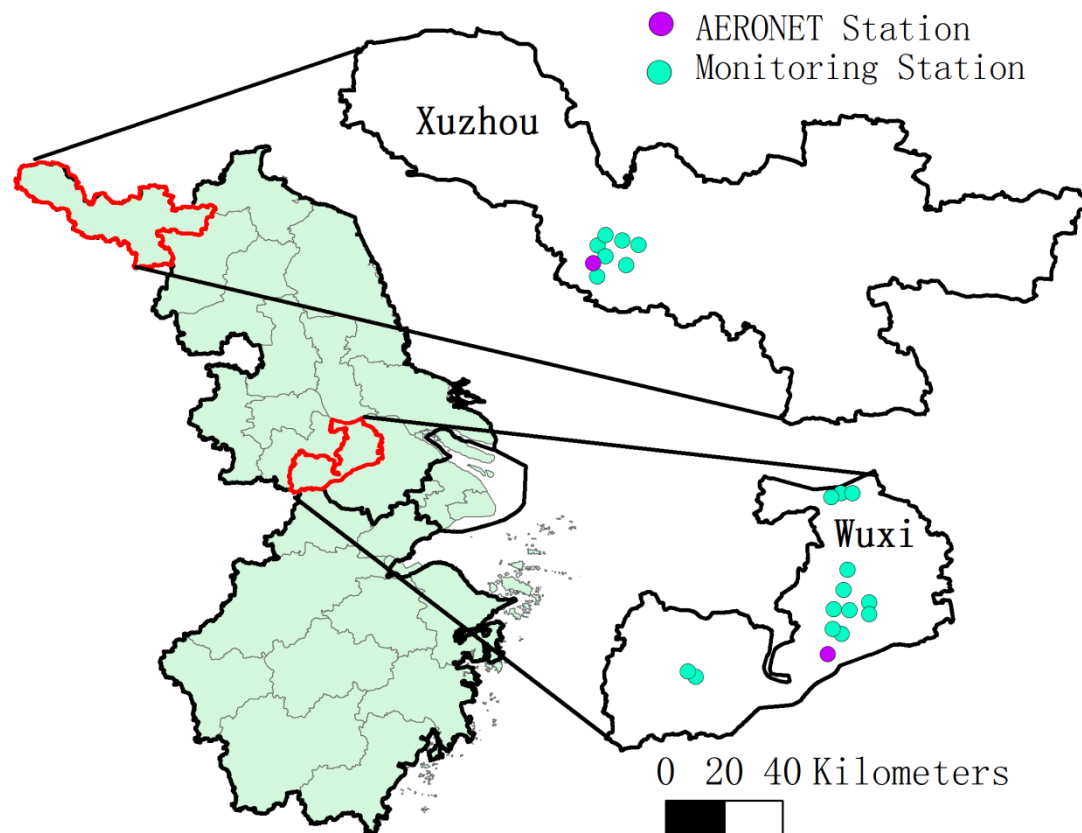 AERONET Station
Monitoring Station
Xuzhou
Wuxi
0 20 40 Kilometers